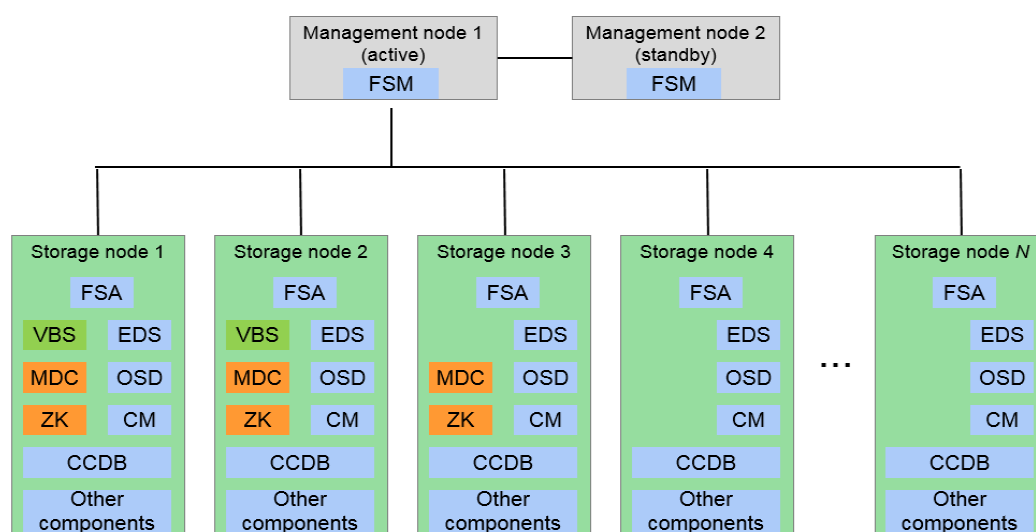 Management node 1
(active)
FSM
Management node 2
(standby)
FSM
Storage node 1
FSA
VBS
EDS
MDC
OSD
ZK
CM
CCDB
Other
components
Storage node 2
FSA
VBS
EDS
MDC
OSD
ZK
CM
CCDB
Other
components
Storage node 3
FSA
EDS
MDC
OSD
ZK
CM
CCDB
Other
components
Storage node 4
FSA
EDS
OSD
CM
CCDB
Other
components
...
Storage node N
FSA
EDS
OSD
CM
CCDB
Other
components